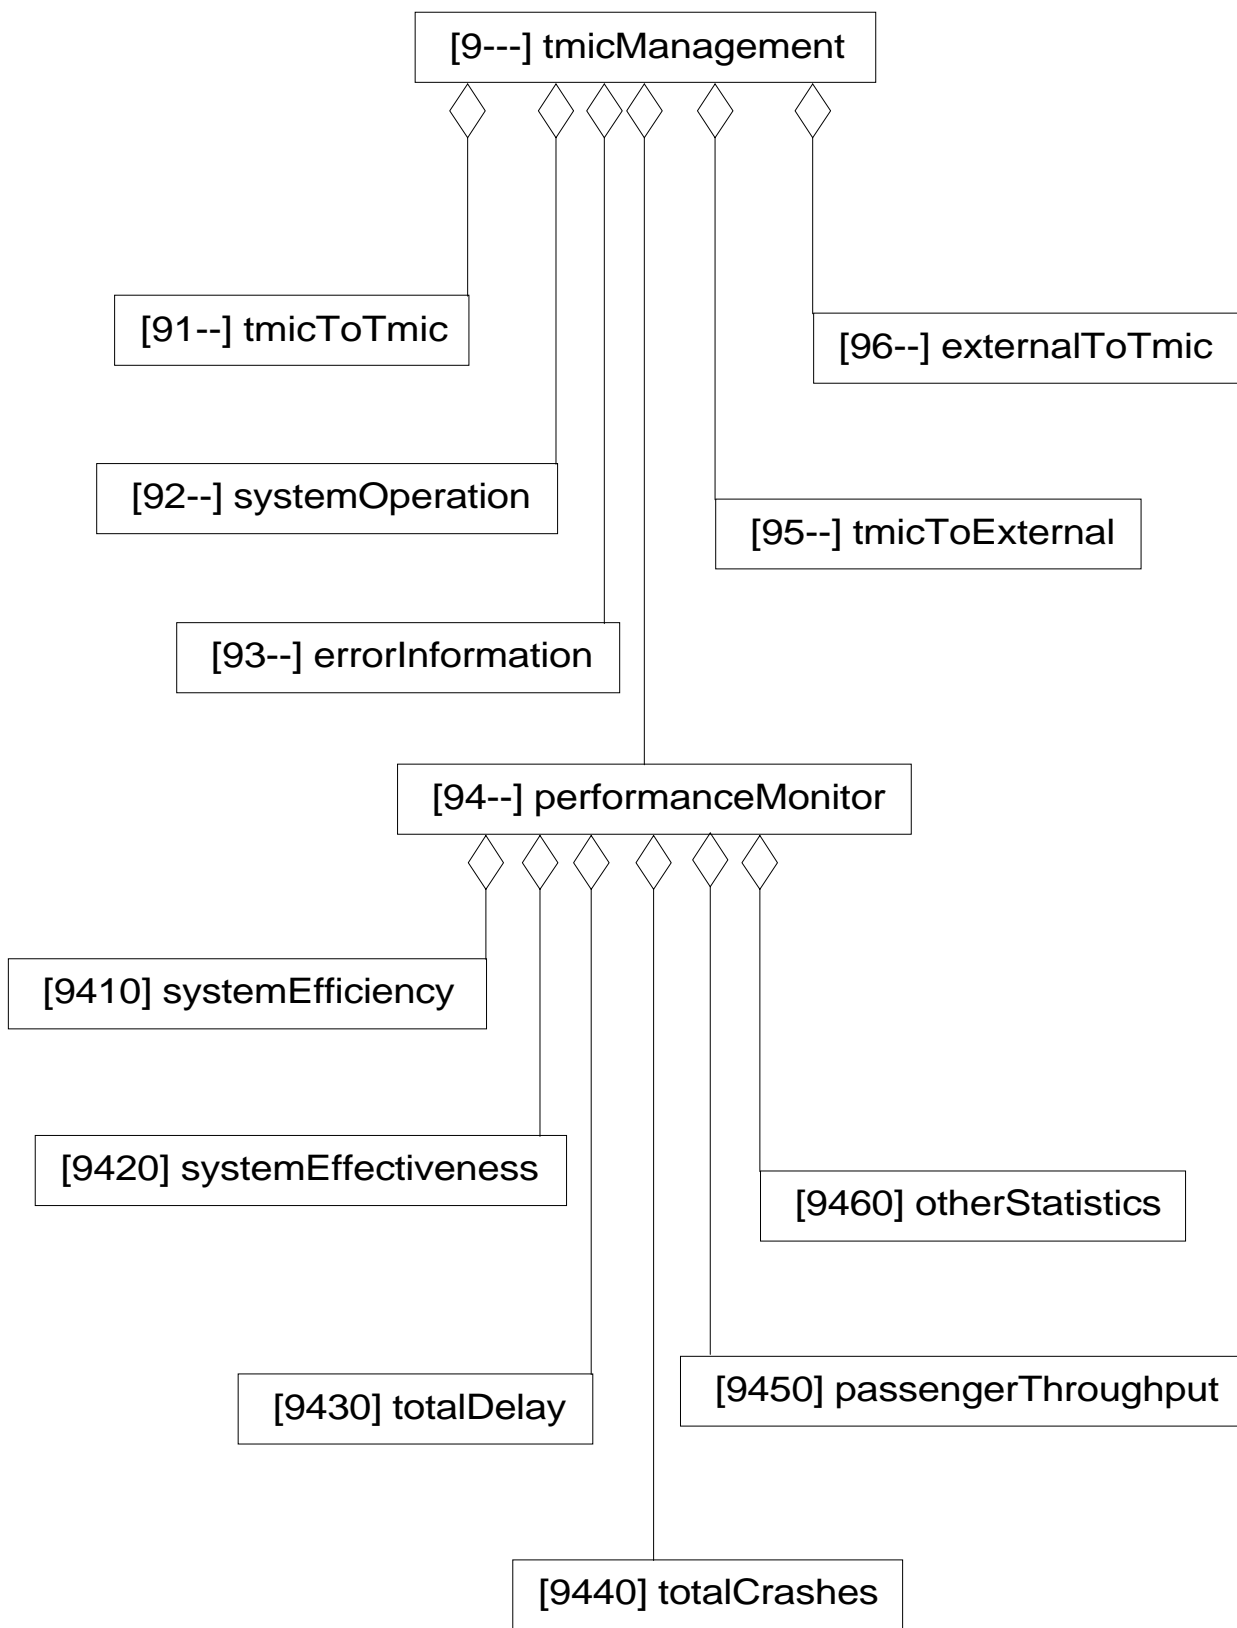 [9---] tmicManagement
[91--] tmicToTmic
[96--] externalToTmic
[92--] systemOperation
[95--] tmicToExternal
[93--] errorInformation
[94--] performanceMonitor
[9410] systemEfficiency
[9420] systemEffectiveness
[9460] otherStatistics
[9430] totalDelay
[9450] passengerThroughput
[9440] totalCrashes